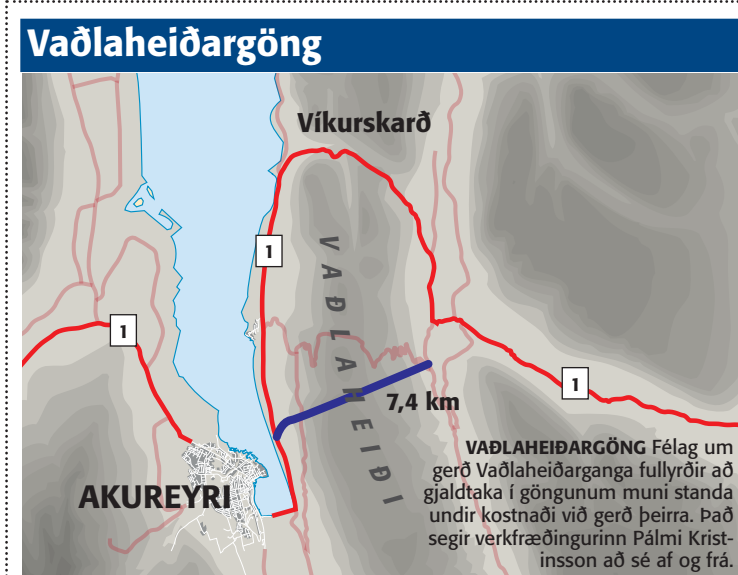 Vaðlaheiðargöng
Víkurskarð
1
VAÐLAHEIÐI
1
1
7,4 km
AKUREYRI
VAÐLAHEIÐARGÖNG Félag um
gerð Vaðlaheiðarganga fullyrðir að
gjaldtaka í göngunum muni standa
undir kostnaði við gerð þeirra. Það
segir verkfræðingurinn Pálmi Krist-
insson að sé af og frá.